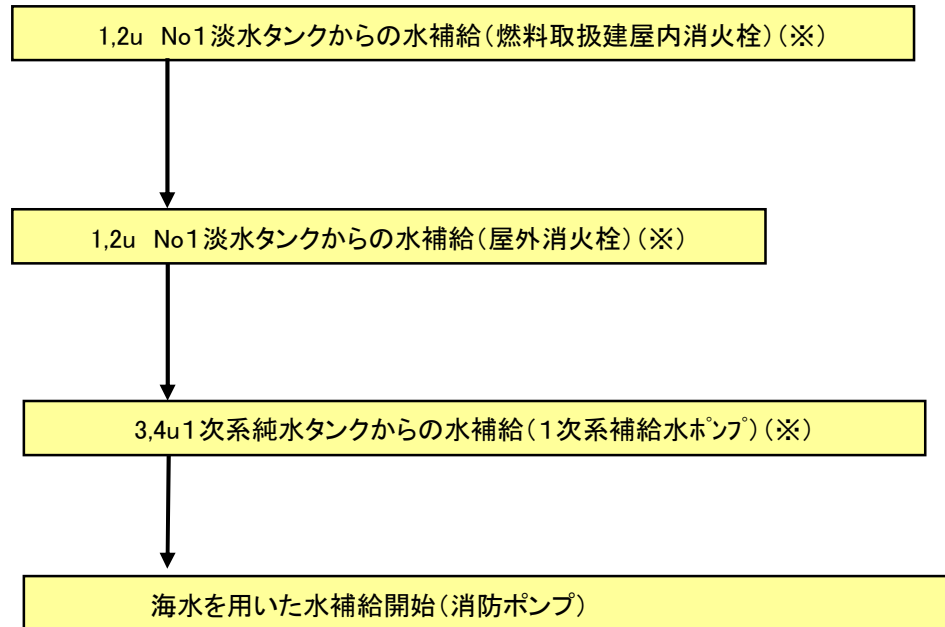 1,2u No1淡水タンクからの水補給(燃料取扱建屋内消火栓)(※)
1,2u No1淡水タンクからの水補給(屋外消火栓)(※)
3,4u1次系純水タンクからの水補給(1次系補給水ﾎﾟﾝﾌﾟ)(※)
海水を用いた水補給開始(消防ポンプ)